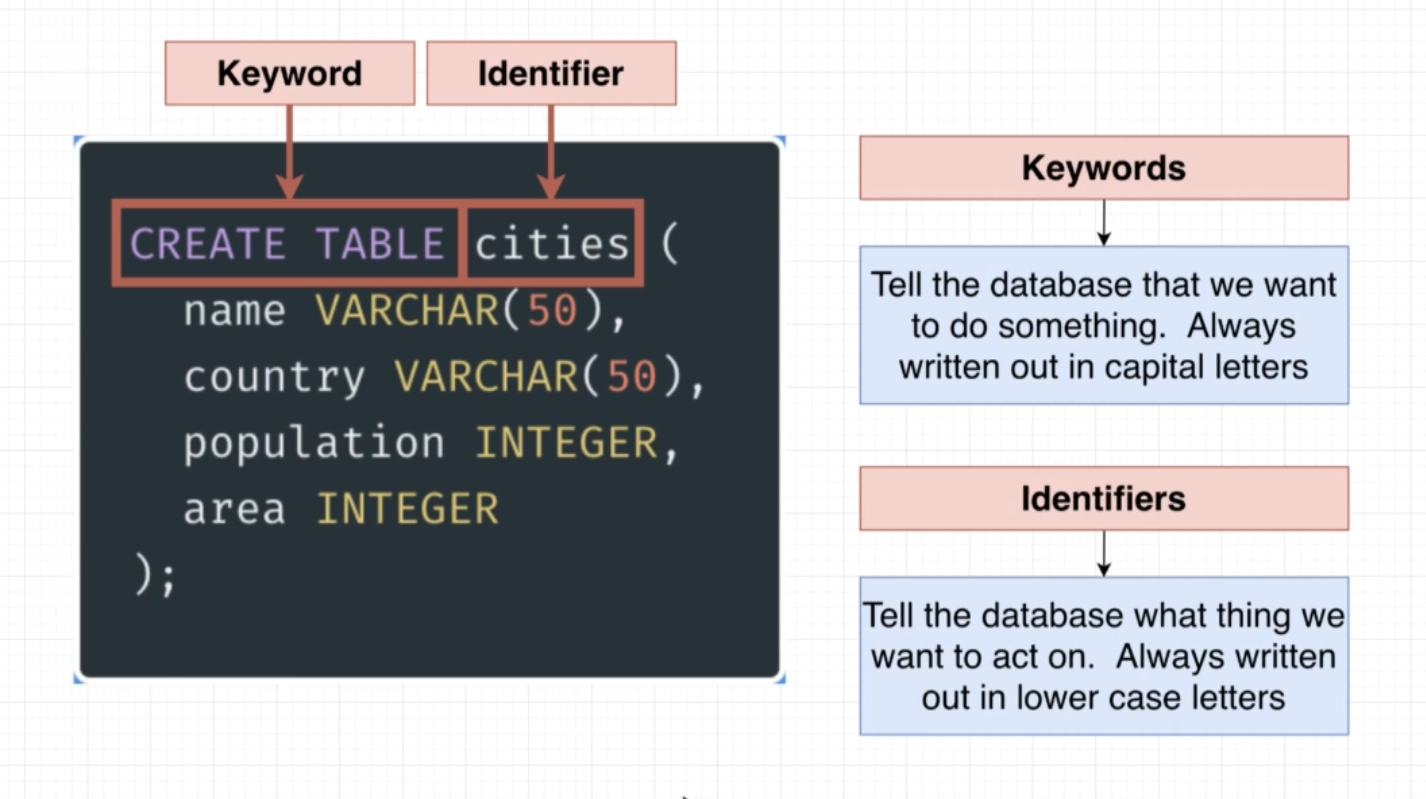 Keyword
Identifier
CREATE TABLE cities (
name VARCHAR(50),
country VARCHAR(50),
population INTEGER,
area INTEGER
);
Keywords
Tell the database that we want
to do something.  Always
written out in capital letters
Identifiers
Tell the database what thing we
want to act on.  Always written
out in lower case letters